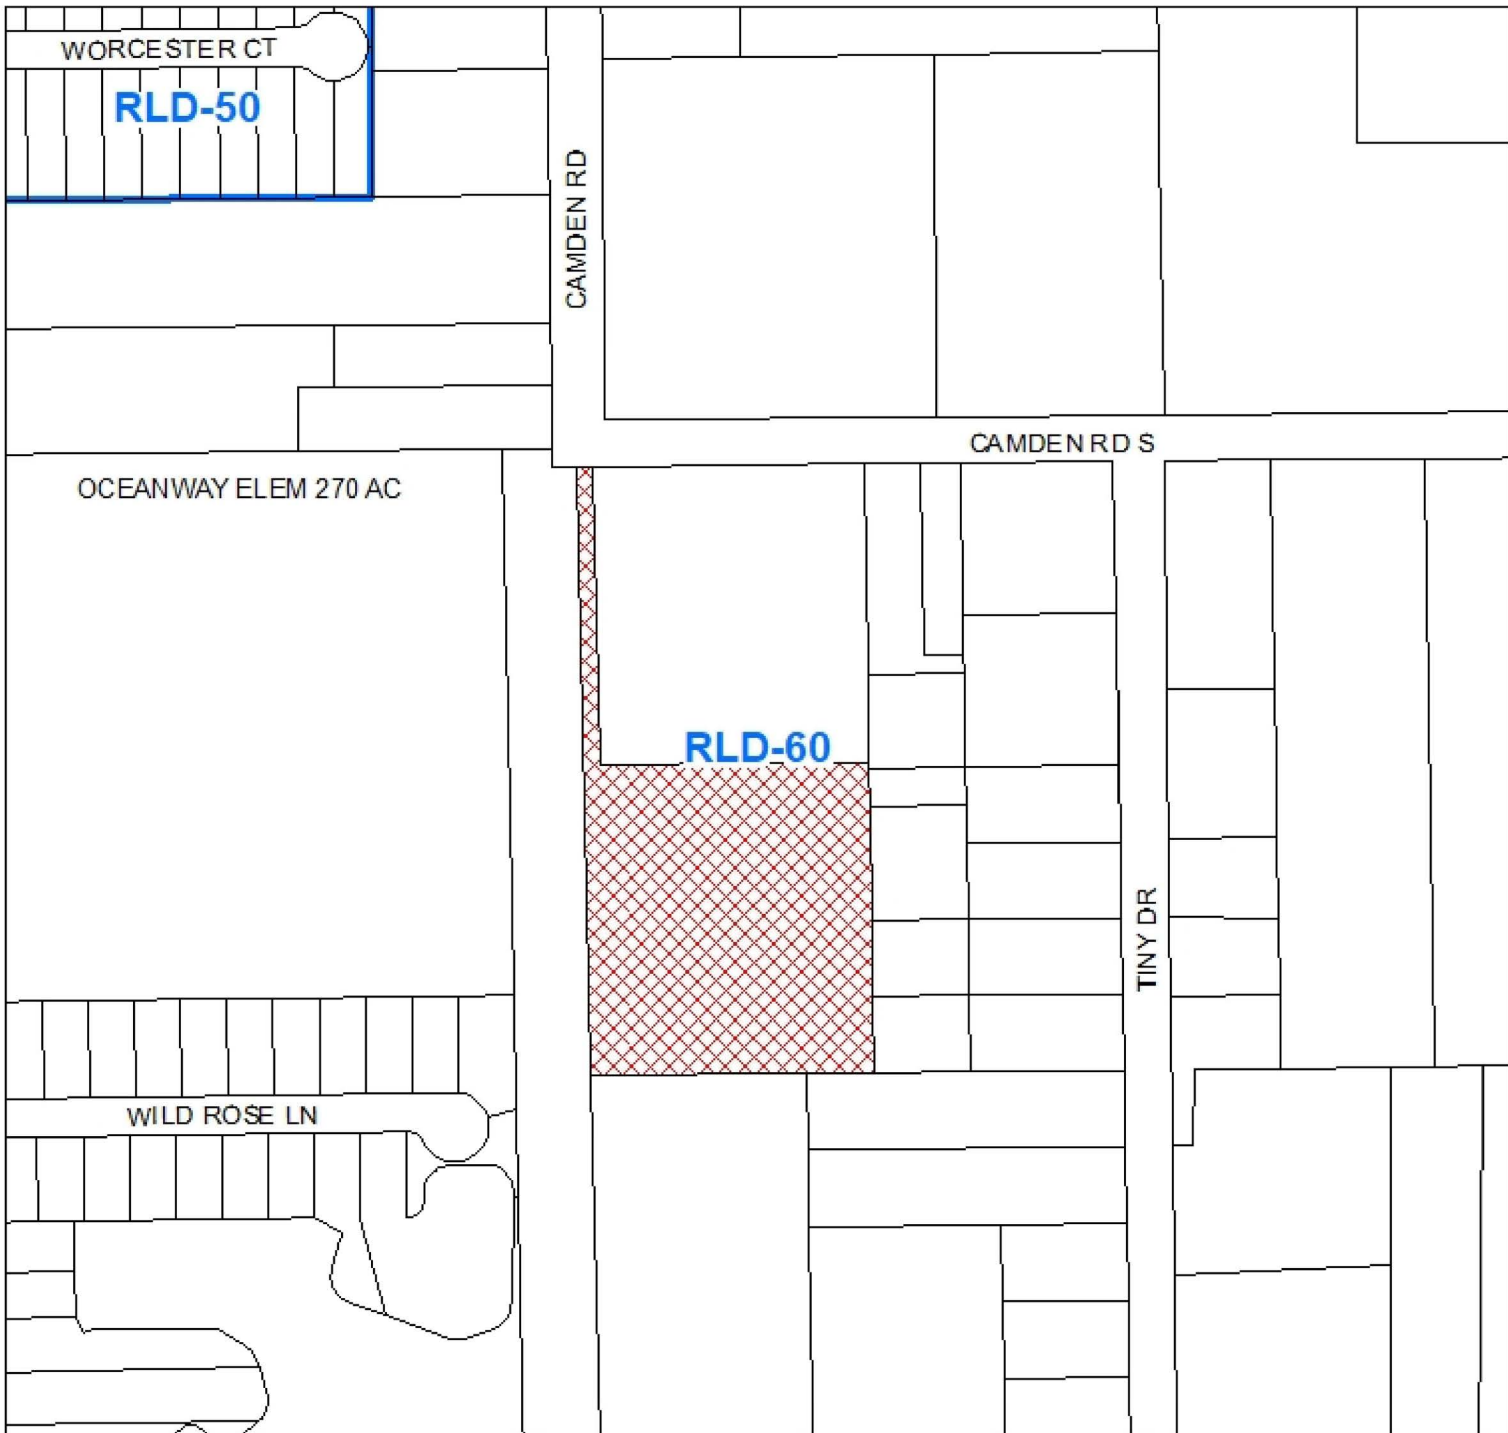 WORCESTER CT
RLD-50
CAMDEN RD
CAMDEN RD S
OCEANWAY ELEM 270 AC
RLD-60
TINY DR
WILD ROSE LN